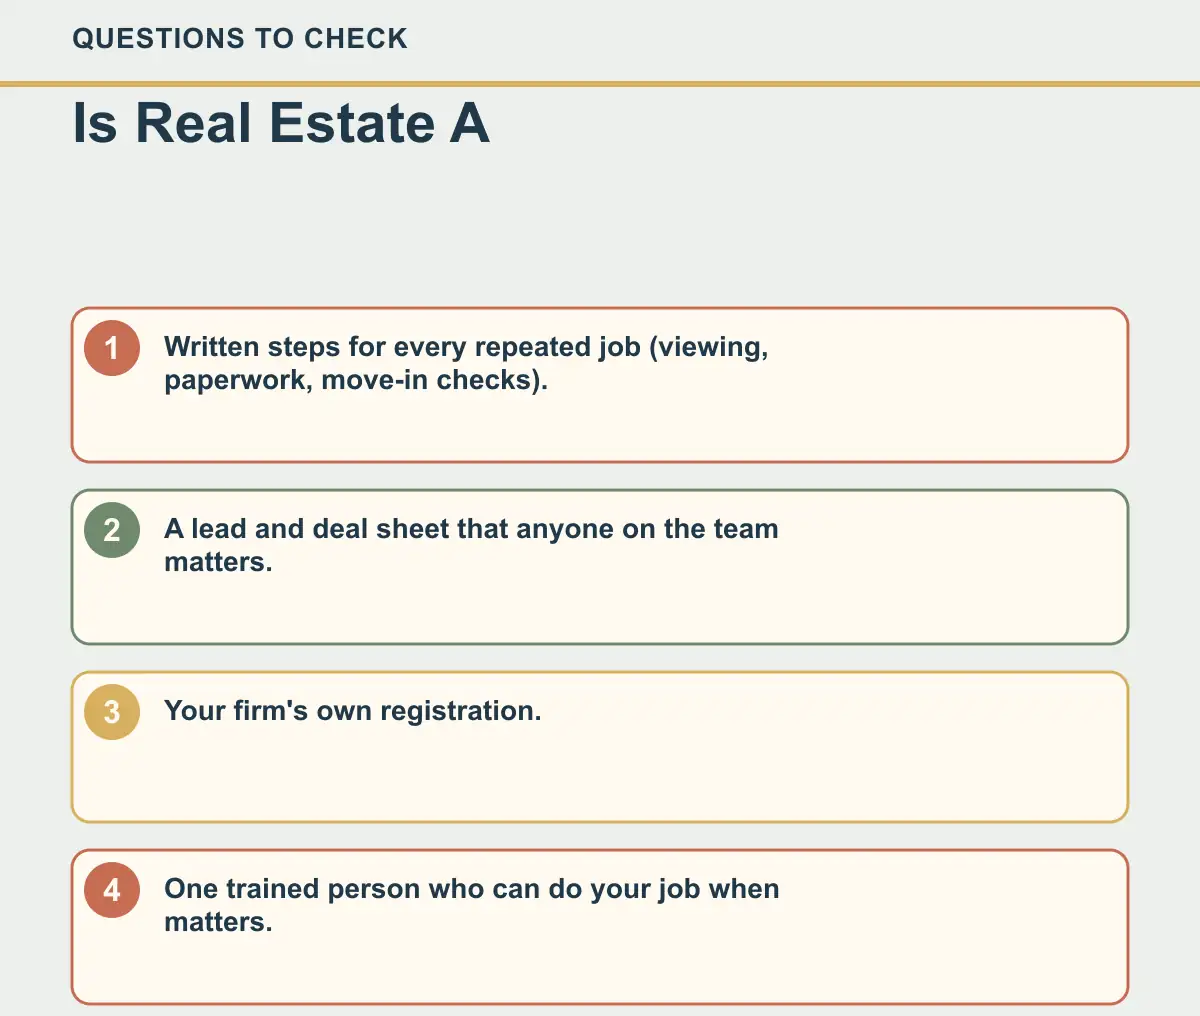 QUESTIONS TO CHECK
Is Real Estate A
1
Written steps for every repeated job (viewing,
paperwork, move-in checks).
2
A lead and deal sheet that anyone on the team
matters.
3
Your firm's own registration.
4
One trained person who can do your job when
matters.